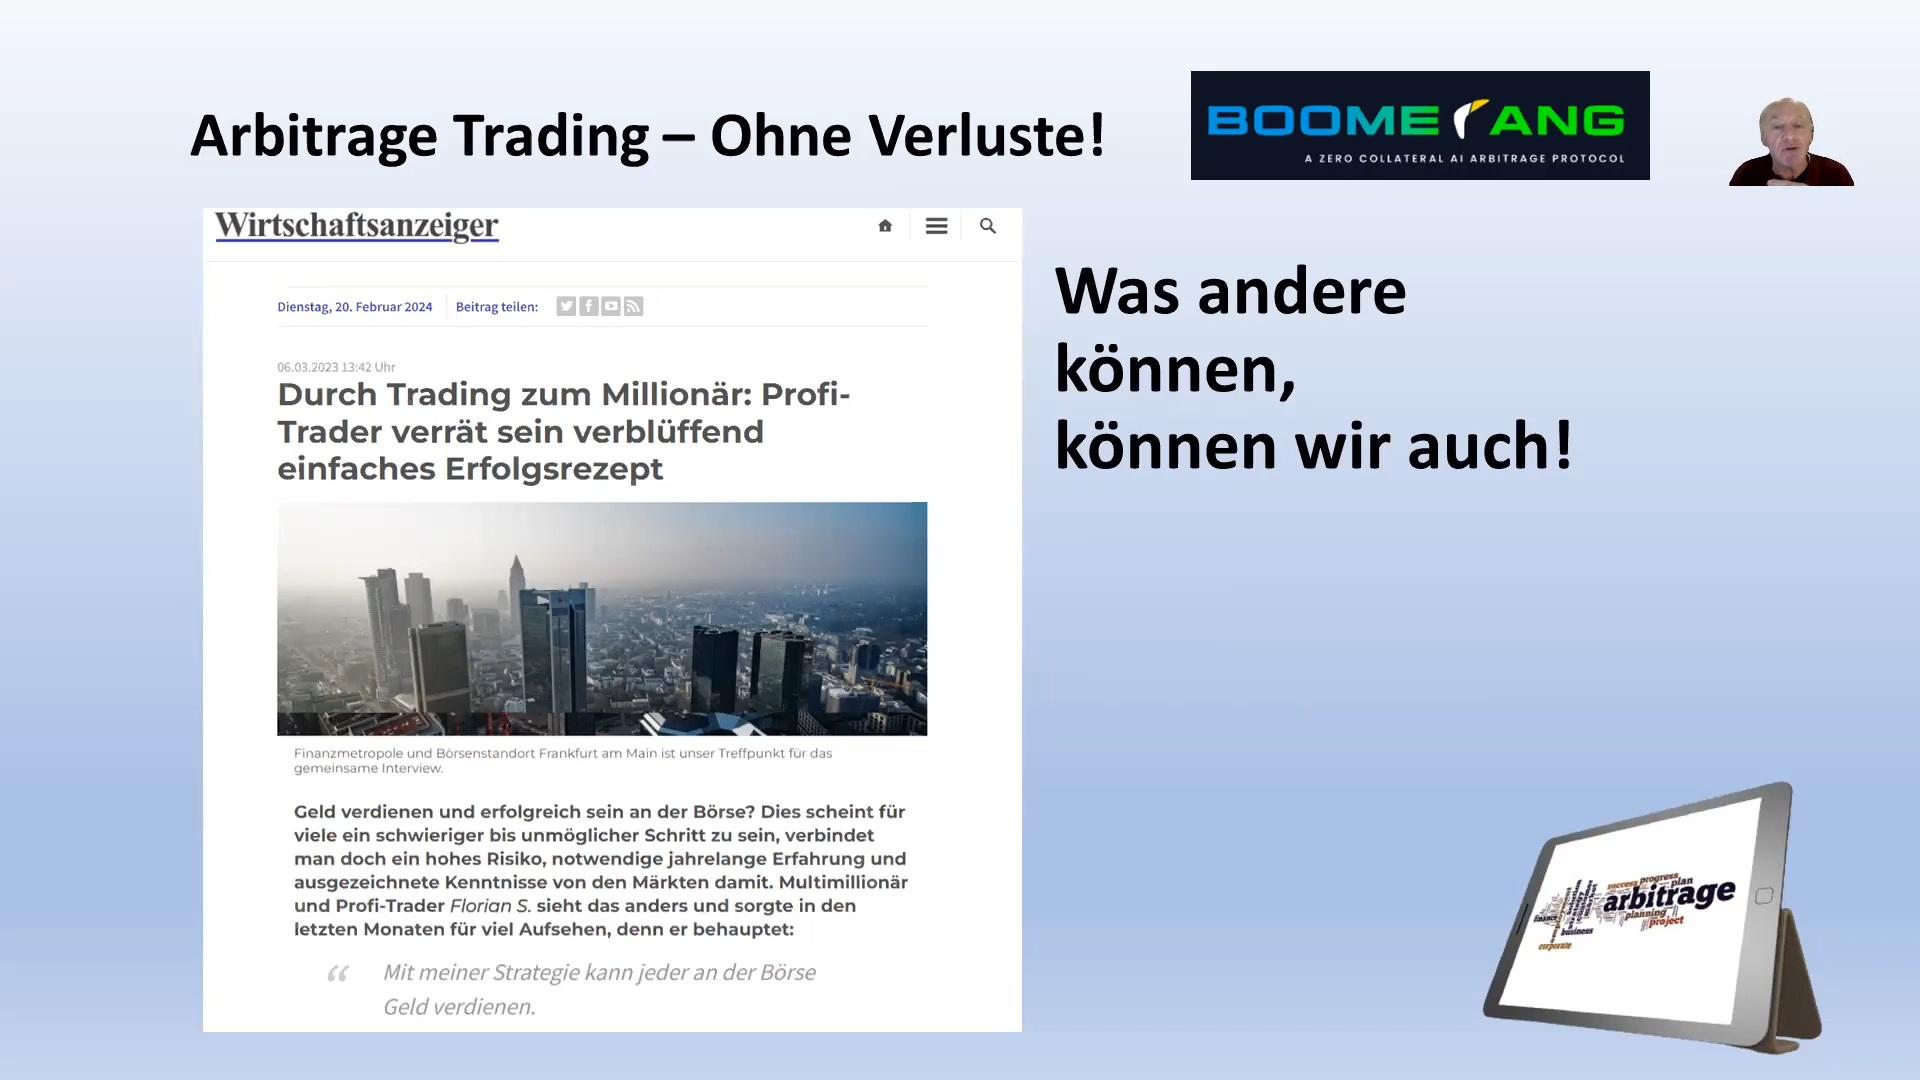 Arbitrage Trading – Ohne Verluste!
BOOMERANG
A ZERO COLLATERAL AI ARBITRAGE PROTOCOL
Wirtschaftsanzeiger
Dienstag, 20. Februar 2024
Beitrag teilen:
06.03.2023 13:42 Uhr
Durch Trading zum Millionär: Profi-
Trader verrät sein verblüffend
einfaches Erfolgsrezept
Finanzmetropole und Börsenstandort Frankfurt am Main ist unser Treffpunkt für das
gemeinsame Interview.
Geld verdienen und erfolgreich sein an der Börse? Dies scheint für
viele ein schwieriger bis unmöglicher Schritt zu sein, verbindet
man doch ein hohes Risiko, notwendige jahrelange Erfahrung und
ausgezeichnete Kenntnisse von den Märkten damit. Multimillionär
und Profi-Trader Florian S. sieht das anders und sorgte in den
letzten Monaten für viel Aufsehen, denn er behauptet:
“ Mit meiner Strategie kann jeder an der Börse
Geld verdienen.
Was andere
können,
können wir auch!
success progress plan
arbitrage
finance
planning
project
business
corporate